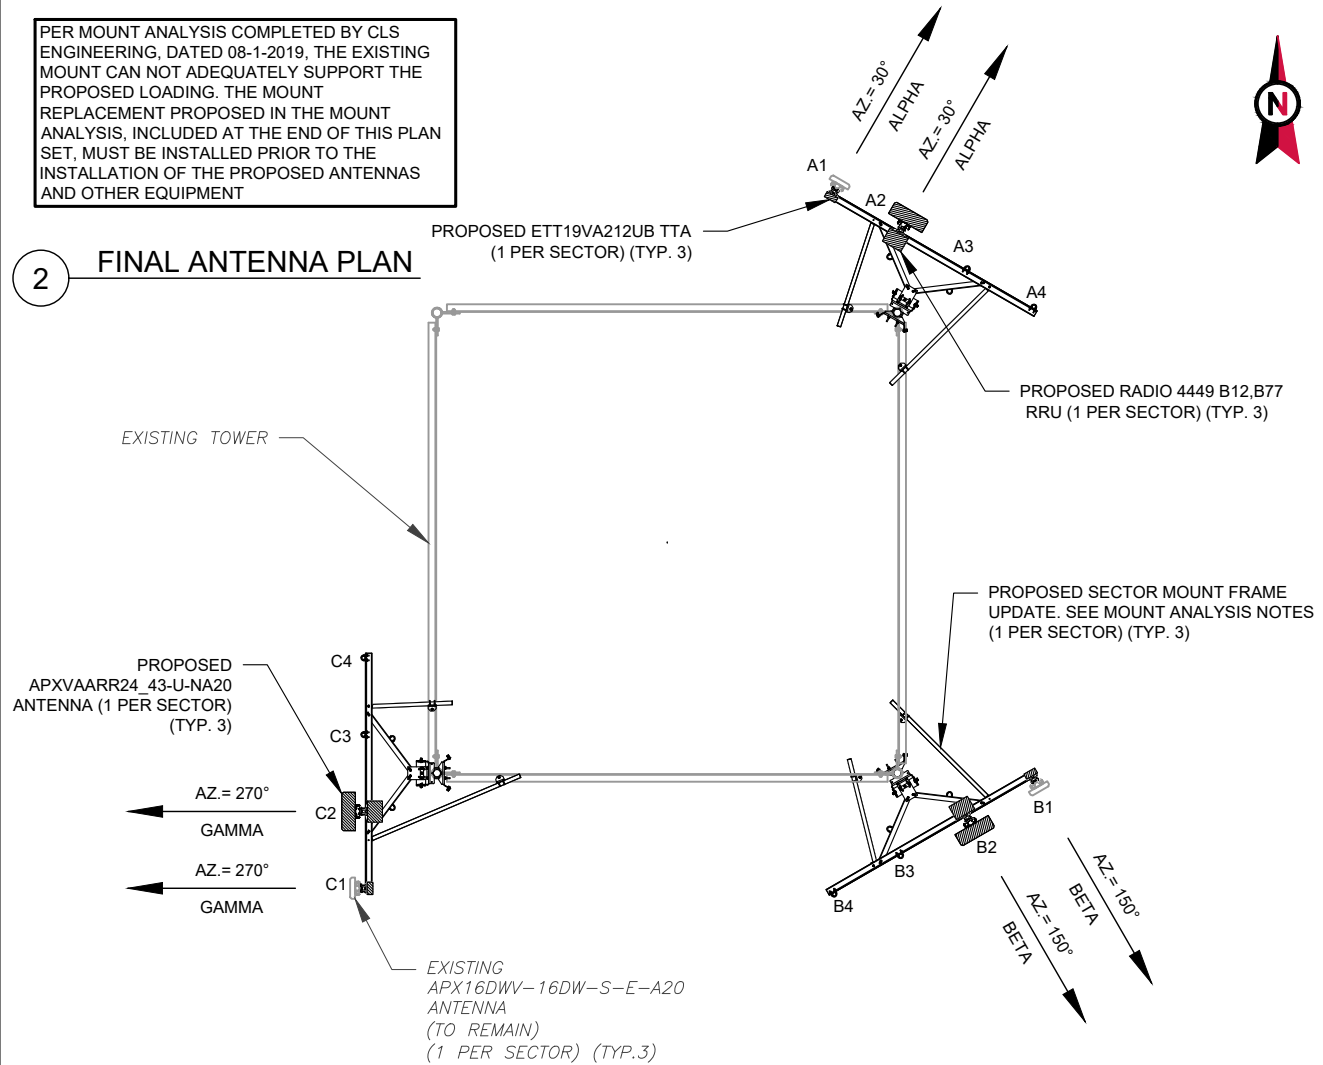 PER MOUNT ANALYSIS COMPLETED BY CLS
ENGINEERING, DATED 08-1-2019, THE EXISTING
MOUNT CAN NOT ADEQUATELY SUPPORT THE
PROPOSED LOADING. THE MOUNT
REPLACEMENT PROPOSED IN THE MOUNT
ANALYSIS, INCLUDED AT THE END OF THIS PLAN
SET, MUST BE INSTALLED PRIOR TO THE
INSTALLATION OF THE PROPOSED ANTENNAS
AND OTHER EQUIPMENT
2
FINAL ANTENNA PLAN
AZ.= 30°
ALPHA
AZ.= 30°
ALPHA
N
A1
A2
A3
A4
PROPOSED ETT19VA212UB TTA
(1 PER SECTOR) (TYP. 3)
PROPOSED RADIO 4449 B12,B77
RRU (1 PER SECTOR) (TYP. 3)
EXISTING TOWER
PROPOSED SECTOR MOUNT FRAME
UPDATE. SEE MOUNT ANALYSIS NOTES
(1 PER SECTOR) (TYP. 3)
PROPOSED
APXVAARR24_43-U-NA20
ANTENNA (1 PER SECTOR)
(TYP. 3)
C4
C3
C2
C1
AZ.= 270°
GAMMA
AZ.= 270°
GAMMA
B1
B2
B3
B4
AZ.= 150°
BETA
AZ.= 150°
BETA
EXISTING
APX16DWV-16DW-S-E-A20
ANTENNA
(TO REMAIN)
(1 PER SECTOR) (TYP.3)